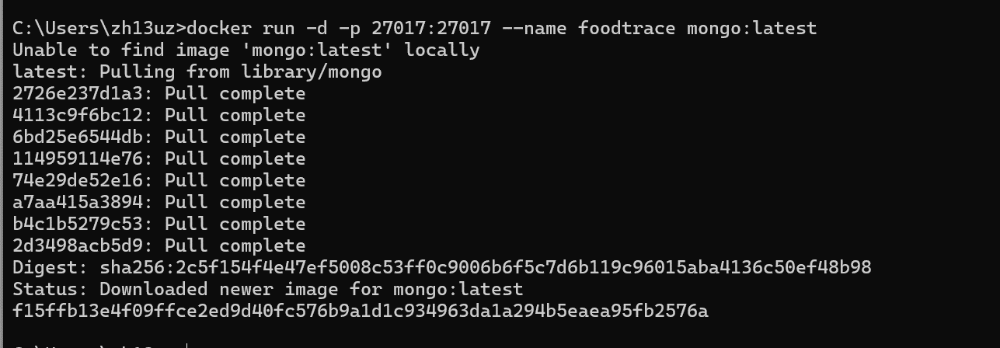 C:\Users\zh13uz>docker run -d -p 27017:27017 --name foodtrace mongo:latest
Unable to find image 'mongo:latest' locally
latest: Pulling from library/mongo
2726e237d1a3: Pull complete
4113c9f6bc12: Pull complete
6bd25e6544db: Pull complete
114959114e76: Pull complete
74e29de52e16: Pull complete
a7aa415a3894: Pull complete
b4c1b5279c53: Pull complete
2d3498acb5d9: Pull complete
Digest: sha256:2c5f154f4e47ef5008c53ff0c9006b6f5c7d6b119c96015aba4136c50ef48b98
Status: Downloaded newer image for mongo:latest
f15ffb13e4f09ffce2ed9d40fc576b9a1d1c934963da1a294b5eaea95fb2576a